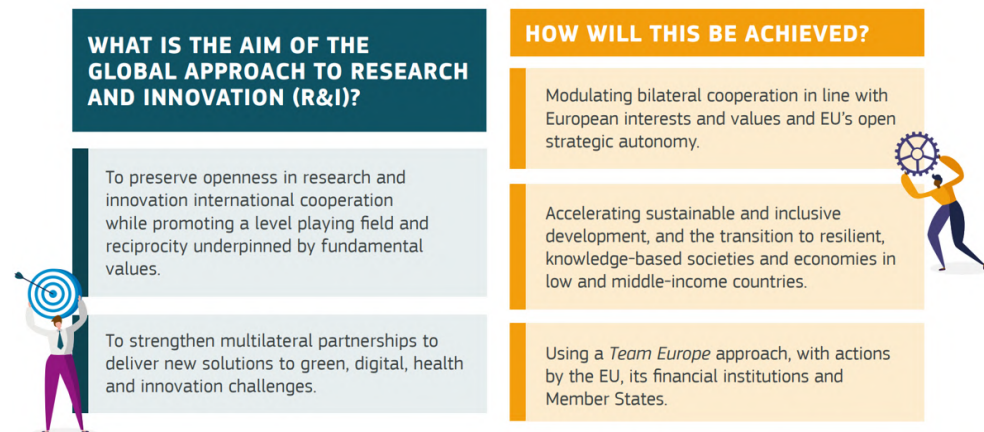 WHAT IS THE AIM OF THE
GLOBAL APPROACH TO RESEARCH
AND INNOVATION (R&I)?
To preserve openness in research and
innovation international cooperation
while promoting a level playing field and
reciprocity underpinned by fundamental
values.
To strengthen multilateral partnerships to
deliver new solutions to green, digital, health
and innovation challenges.
HOW WILL THIS BE ACHIEVED?
Modulating bilateral cooperation in line with
European interests and values and EU's open
strategic autonomy.
Accelerating sustainable and inclusive
development, and the transition to resilient,
knowledge-based societies and economies in
low and middle-income countries.
Using a Team Europe approach, with actions
by the EU, its financial institutions and
Member States.